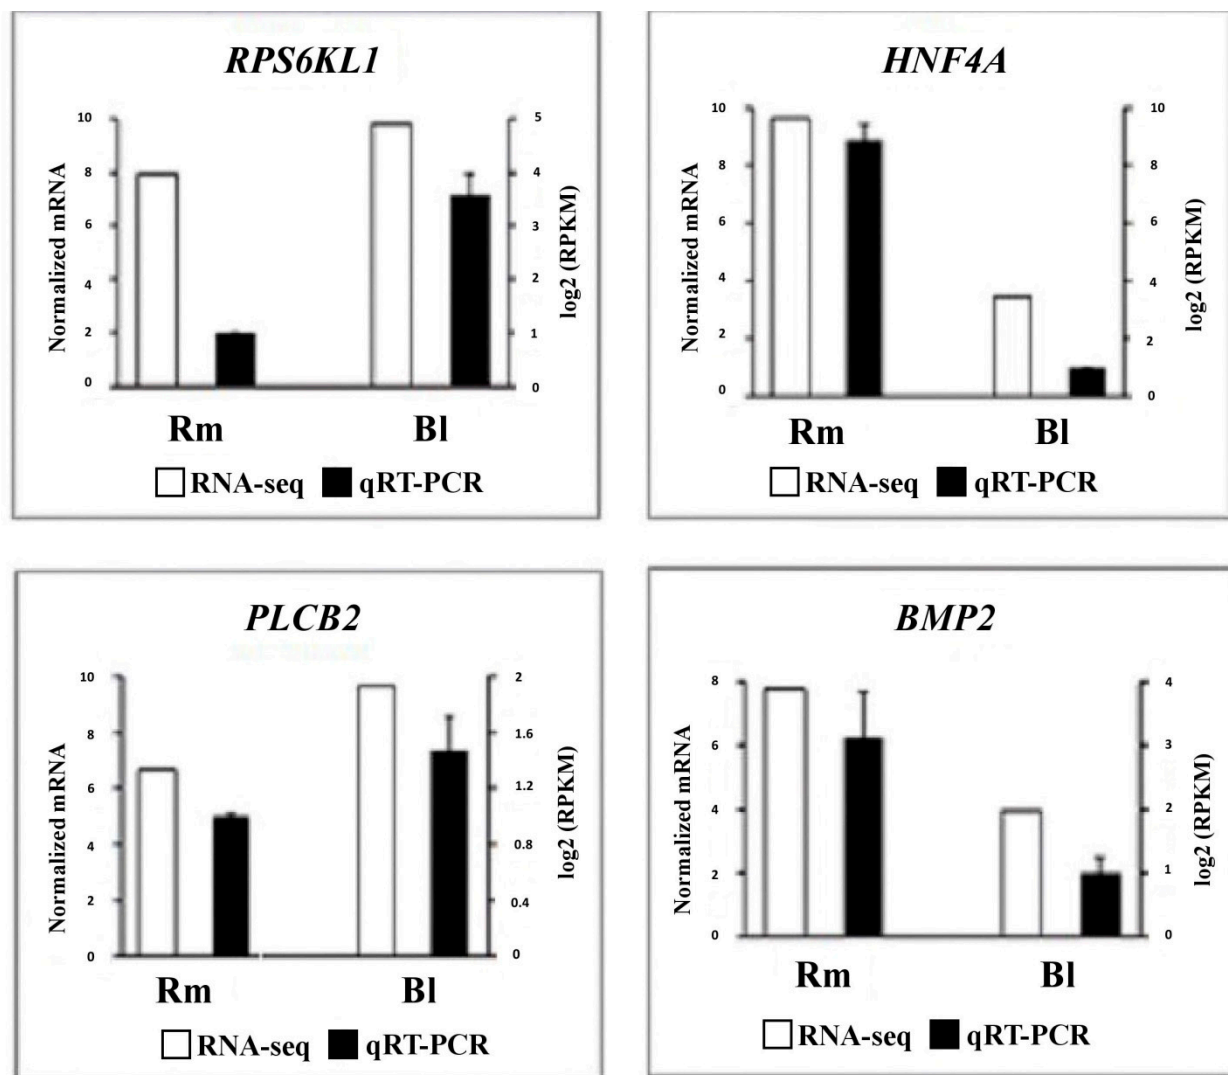 RPS6KL1
Normalized mRNA
10
8
6
4
2
0
5
4
3
2
1
0
log2 (RPKM)
Rm Bl
RNA-seq qRT-PCR
HNF4A
Normalized mRNA
10
8
6
4
2
0
10
8
6
4
2
0
log2 (RPKM)
Rm Bl
RNA-seq qRT-PCR
PLCB2
Normalized mRNA
10
8
6
4
2
0
2
1.6
1.2
0.8
0.4
0
log2 (RPKM)
Rm Bl
RNA-seq qRT-PCR
BMP2
Normalized mRNA
8
6
4
2
0
4
3
2
1
0
log2 (RPKM)
Rm Bl
RNA-seq qRT-PCR